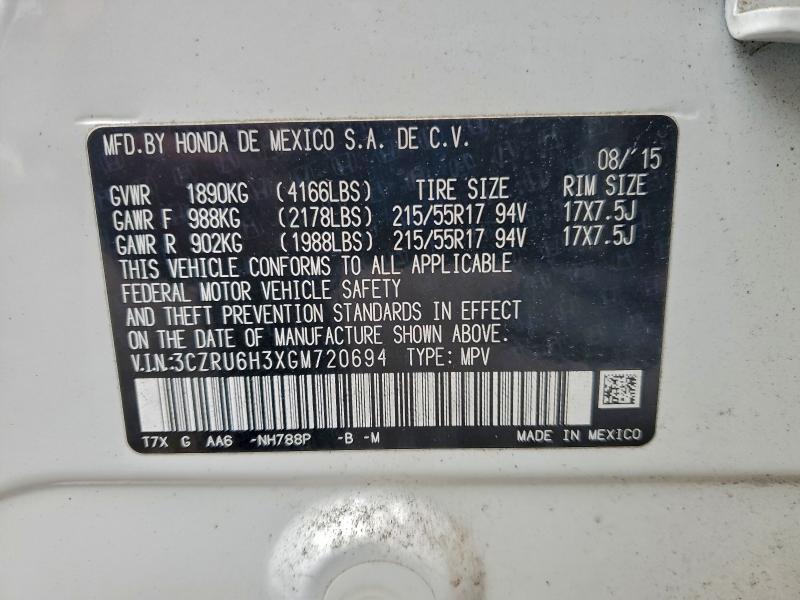 MFD.BY HONDA DE MEXICO S.A. DE C.V.
08/'15
GVWR 1890KG (4166LBS) TIRE SIZE RIM SIZE
GAWR F 988KG (2178LBS) 215/55R17 94V 17X7.5J
GAWR R 902KG (1988LBS) 215/55R17 94V 17X7.5J
THIS VEHICLE CONFORMS TO ALL APPLICABLE
FEDERAL MOTOR VEHICLE SAFETY
AND THEFT PREVENTION STANDARDS IN EFFECT
ON THE DATE OF MANUFACTURE SHOWN ABOVE.
V.I.N:3CZRU6H3XGM720694 TYPE: MPV
T7X G AA6 -NH788P -B -M MADE IN MEXICO